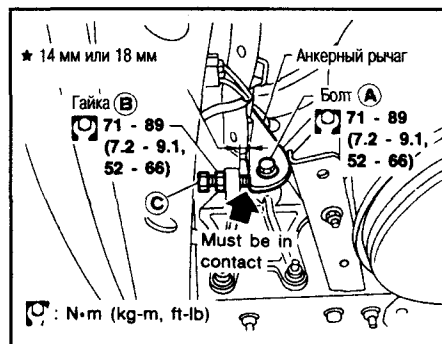 ★ 14 мм или 18 мм
Анкерный рычаг
Гайка B
71 - 89
(7.2 - 9.1,
52 - 66)
Болт A
71 - 89
(7.2 - 9.1,
52 - 66)
C
Must be in
contact
: N•m (kg-m, ft-lb)